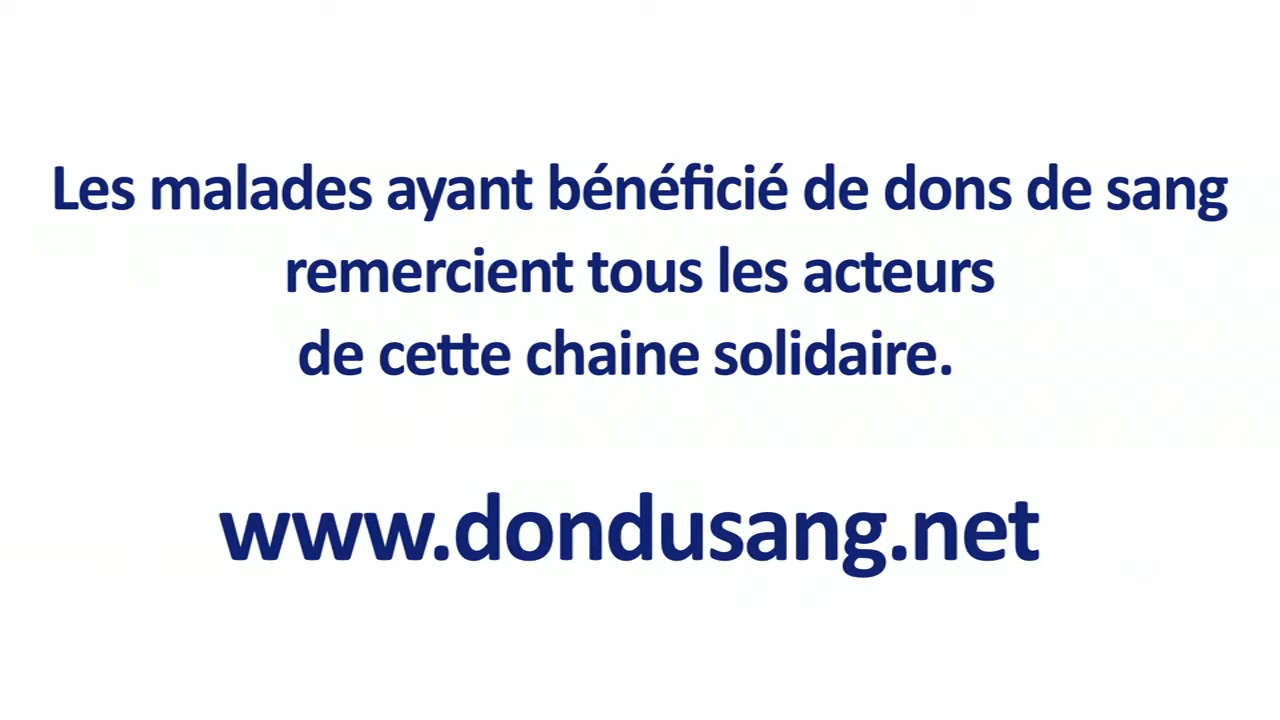 Les malades ayant bénéficié de dons de sang
remercient tous les acteurs
de cette chaine solidaire.
www.dondusang.net